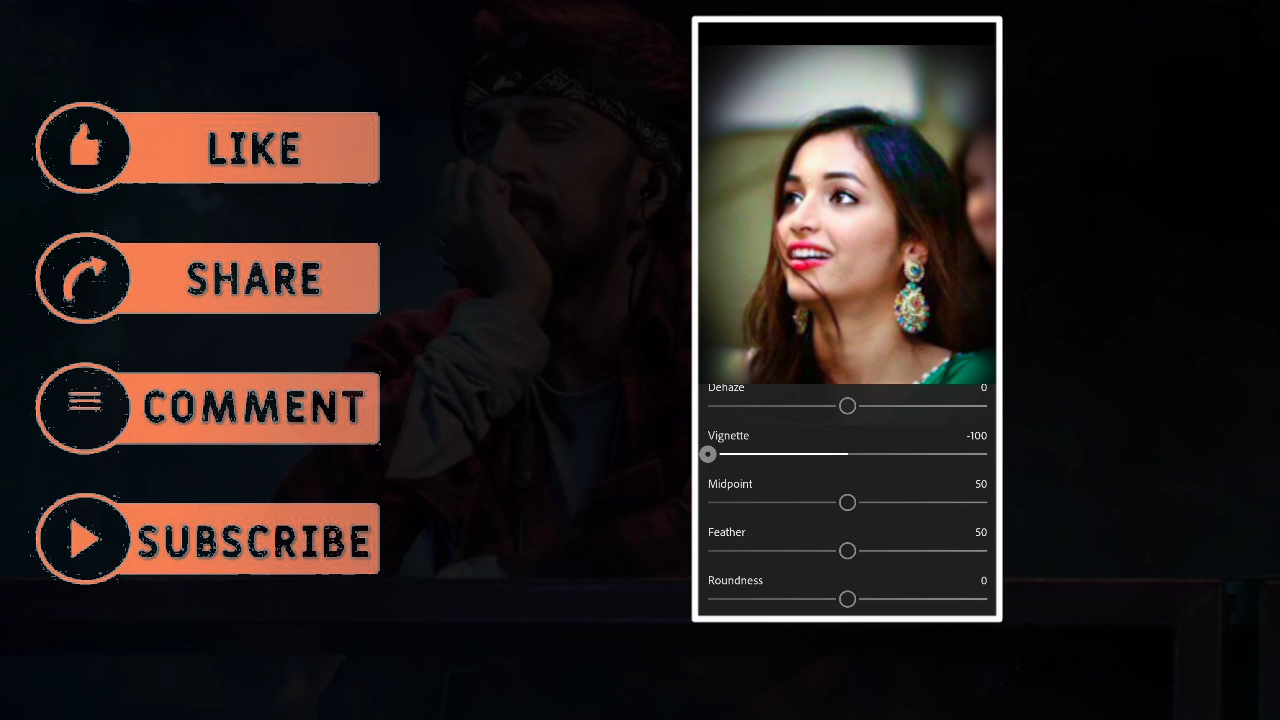 LIKE
SHARE
COMMENT
SUBSCRIBE
Dehaze 0
Vignette -100
Midpoint 50
Feather 50
Roundness 0